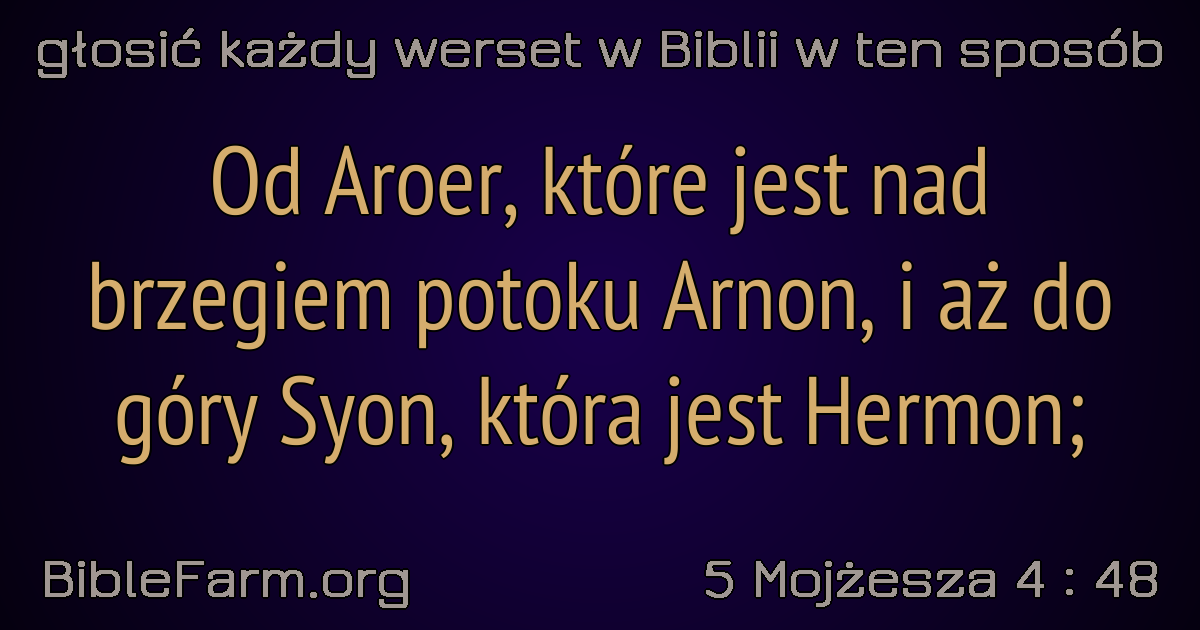 głosić każdy werset w Biblii w ten sposób
Od Aroer, które jest nad
brzegiem potoku Arnon, i aż do
góry Syon, która jest Hermon;
BibleFarm.org
5 Mojżesza 4 : 48